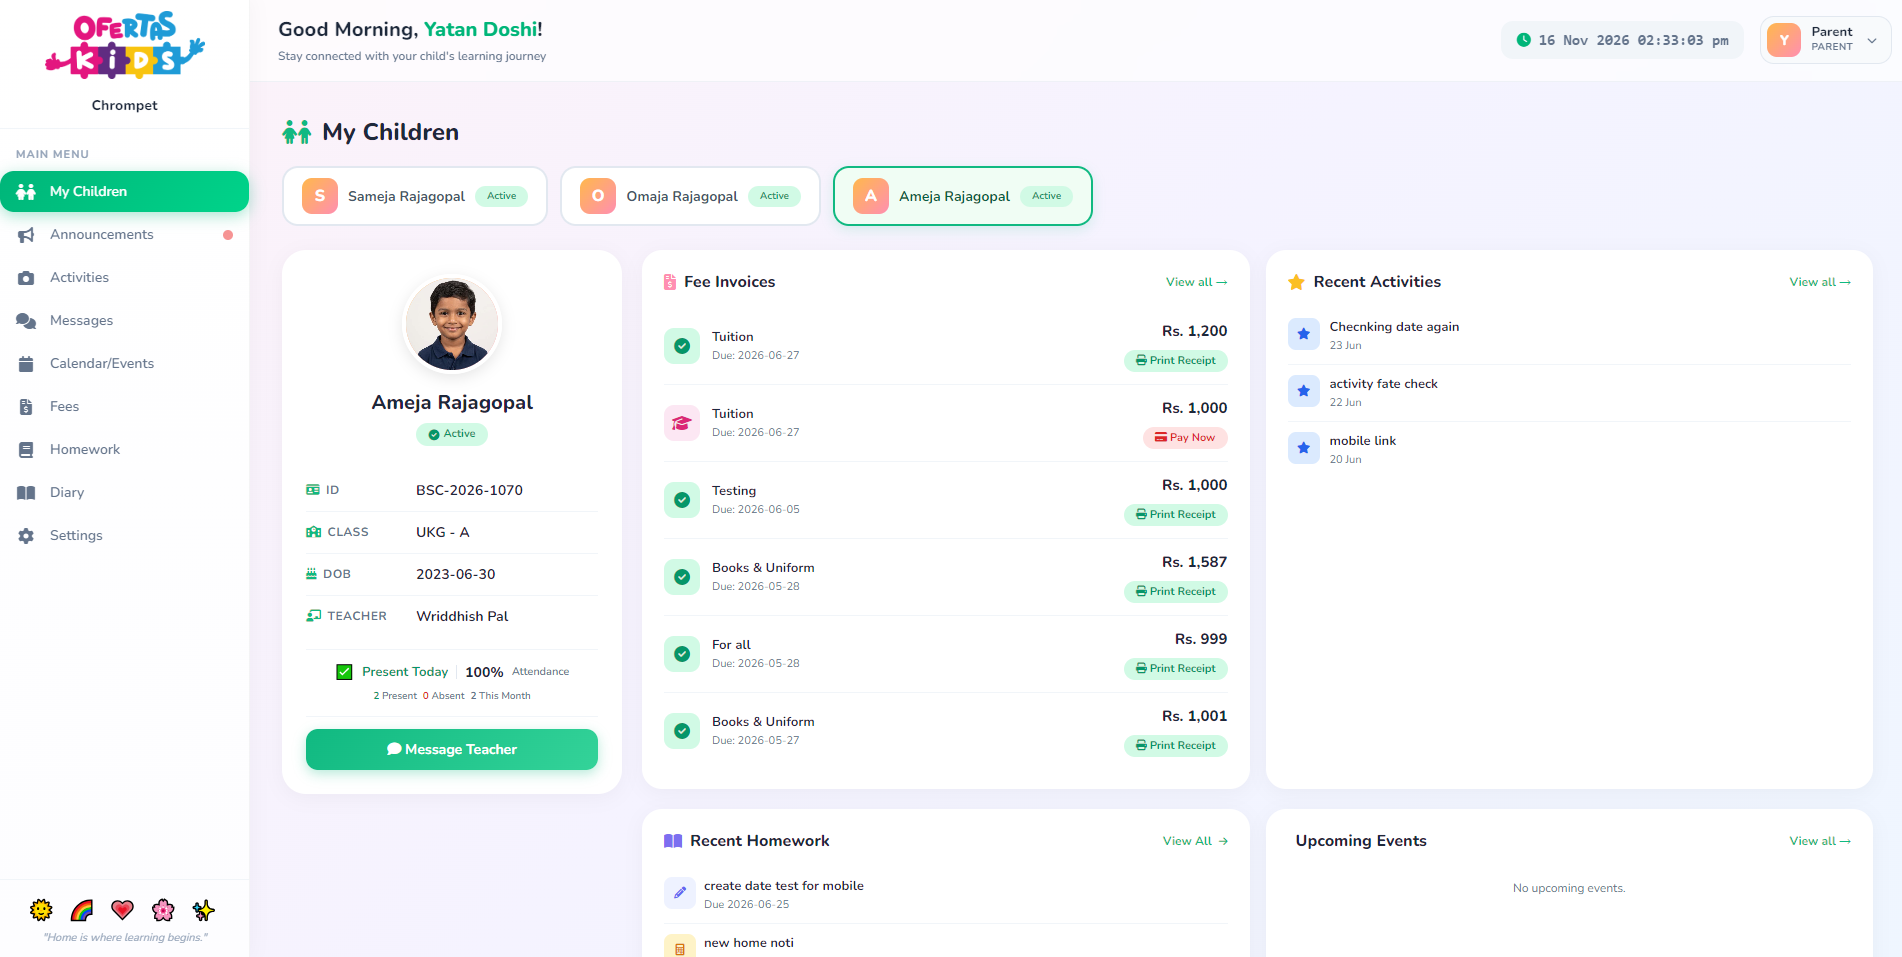 OFERTAS
KIDS
Chrompet
MAIN MENU
My Children
Announcements
Activities
Messages
Calendar/Events
Fees
Homework
Diary
Settings
"Home is where learning begins."
Good Morning, Yatan Doshi!
Stay connected with your child's learning journey
16 Nov 2026 02:33:03 pm
Y
Parent
PARENT
My Children
S Sameja Rajagopal Active
O Omaja Rajagopal Active
A Ameja Rajagopal Active
Ameja Rajagopal
Active
ID BSC-2026-1070
CLASS UKG - A
DOB 2023-06-30
TEACHER Wriddhish Pal
Present Today 100% Attendance
2 Present 0 Absent 2 This Month
Message Teacher
Fee Invoices View all →
Tuition Rs. 1,200
Due: 2026-06-27 Print Receipt
Tuition Rs. 1,000
Due: 2026-06-27 Pay Now
Testing Rs. 1,000
Due: 2026-06-05 Print Receipt
Books & Uniform Rs. 1,587
Due: 2026-05-28 Print Receipt
For all Rs. 999
Due: 2026-05-28 Print Receipt
Books & Uniform Rs. 1,001
Due: 2026-05-27 Print Receipt
Recent Activities View all →
Checnking date again
23 Jun
activity fate check
22 Jun
mobile link
20 Jun
Recent Homework View All →
create date test for mobile
Due 2026-06-25
new home noti
Upcoming Events View all →
No upcoming events.